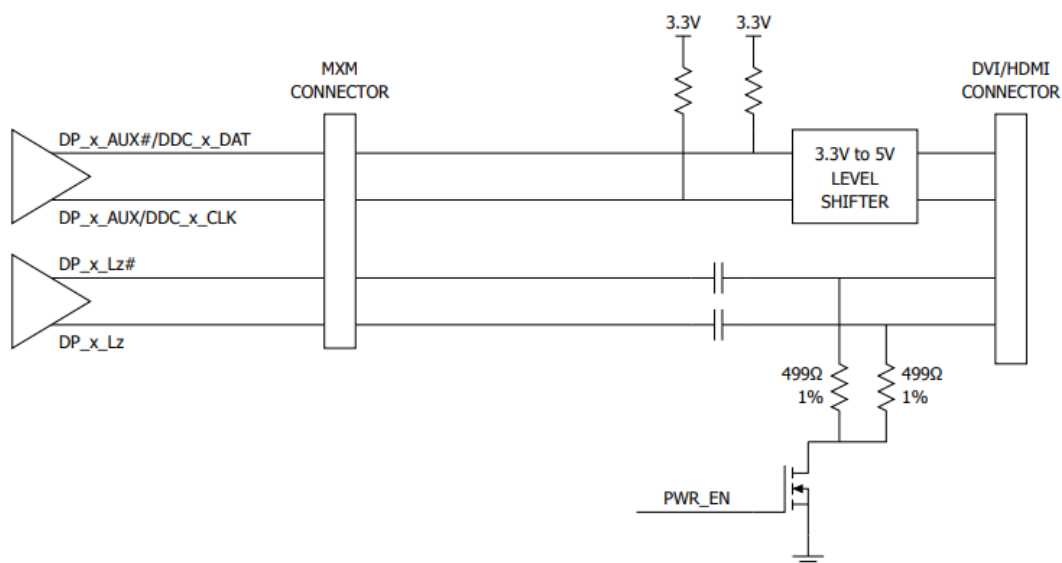 3.3V 3.3V
MXM
CONNECTOR
DVI/HDMI
CONNECTOR
DP_x_AUX#/DDC_x_DAT
3.3V to 5V
LEVEL
SHIFTER
DP_x_AUX/DDC_x_CLK
DP_x_Lz#
DP_x_Lz
499Ω
1%
499Ω
1%
PWR_EN